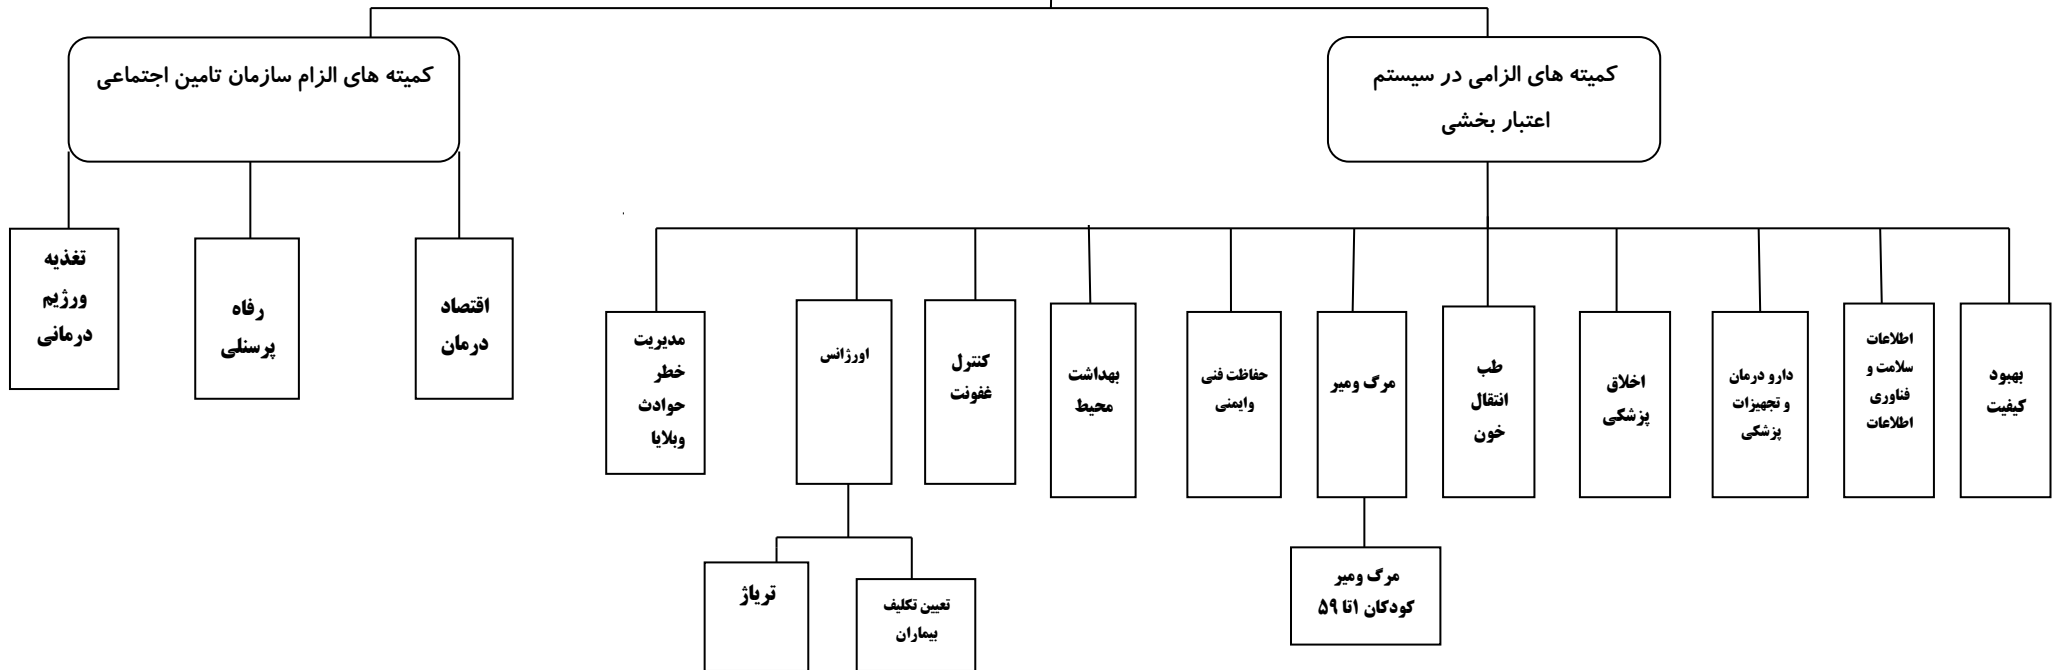 کمیته های الزامی در سیستم
اعتبار بخشی
کمیته های الزام سازمان تامین اجتماعی
بهبود
کیفیت
اطلاعات
سلامت و
فناوری
اطلاعات
دارو درمان
و تجهیزات
پزشکی
اخلاق
پزشکی
طب
انتقال
خون
مرگ ومیر
حفاظت فنی
وایمنی
بهداشت
محیط
کنترل
عفونت
اورژانس
مدیریت
خطر
حوادث
وبلایا
اقتصاد
درمان
رفاه
پرسنلی
تغذیه
ورژیم
درمانی
مرگ ومیر
کودکان ۱تا ۵۹
تعیین تکلیف
بیماران
تریاژ